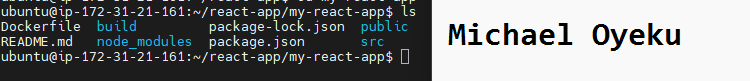 ubuntu@ip-172-31-21-161:~/react-app/my-react-app$ ls
Dockerfile build package-lock.json public
README.md node_modules package.json src
ubuntu@ip-172-31-21-161:~/react-app/my-react-app$
Michael Oyeku